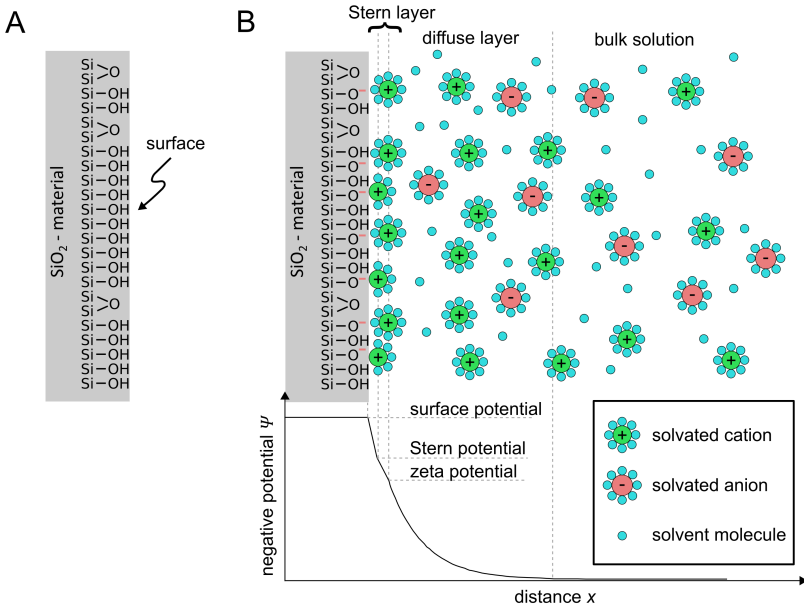 A
Si
>O
Si
Si–OH
Si–OH
Si
>O
Si
Si–OH
Si–OH
Si–OH
Si–OH
Si–OH
Si–OH
Si–OH
Si–OH
Si–OH
Si–OH
Si
>O
Si
Si–OH
Si–OH
Si–OH
Si–OH
Si–OH
SiO₂ - material
surface
B
Stern layer
diffuse layer
bulk solution
Si
>O
Si
Si–O⁻
Si–OH
Si
>O
Si
Si–OH
Si–O⁻
Si–OH
Si–O⁻
Si–OH
Si–OH
Si–O⁻
Si–OH
Si–OH
Si–O⁻
Si
>O
Si
Si–O⁻
Si–OH
Si–O⁻
Si–OH
Si–OH
SiO₂ - material
negative potential Ψ
surface potential
Stern potential
zeta potential
distance x
+ solvated cation
- solvated anion
solvent molecule